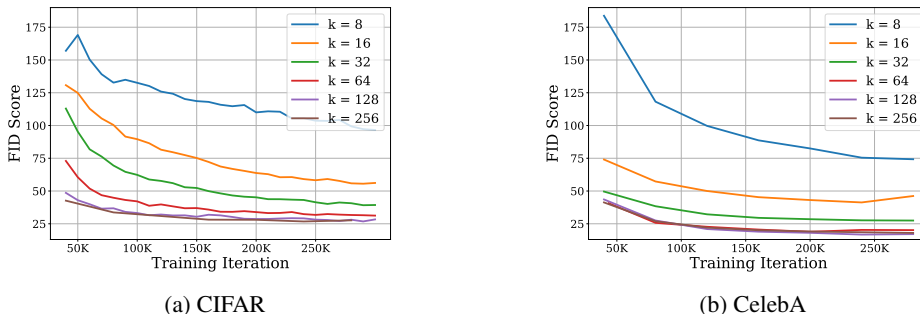 FID Score
175
150
125
100
75
50
25
k = 8
k = 16
k = 32
k = 64
k = 128
k = 256
50K
100K
150K
200K
250K
Training Iteration
(a) CIFAR
FID Score
175
150
125
100
75
50
25
k = 8
k = 16
k = 32
k = 64
k = 128
k = 256
50K
100K
150K
200K
250K
Training Iteration
(b) CelebA